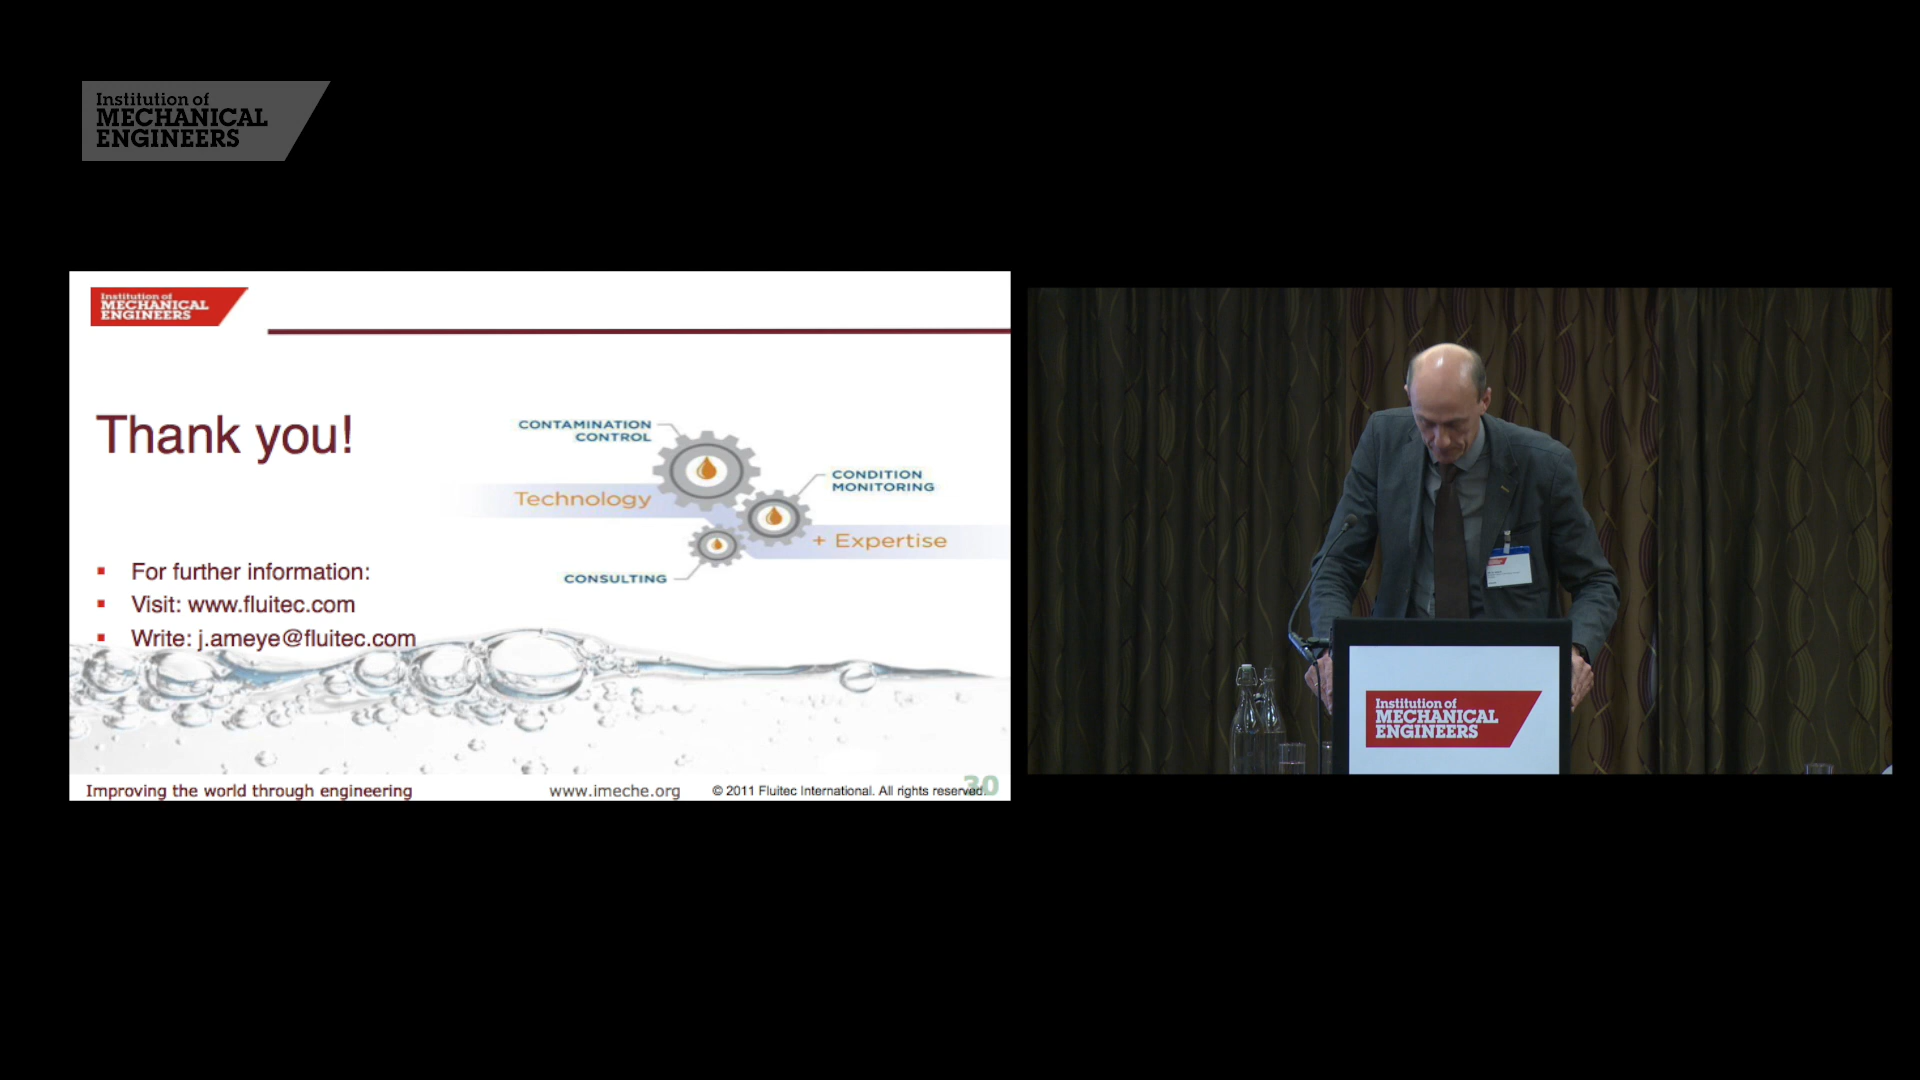 Institution of
MECHANICAL
ENGINEERS
Institution of
MECHANICAL
ENGINEERS
Thank you!
CONTAMINATION
CONTROL
Technology
CONDITION
MONITORING
+ Expertise
CONSULTING
For further information:
Visit: www.fluitec.com
Write: j.ameye@fluitec.com
Improving the world through engineering
www.imeche.org
© 2011 Fluitec International. All rights reserved.
30
Institution of
MECHANICAL
ENGINEERS